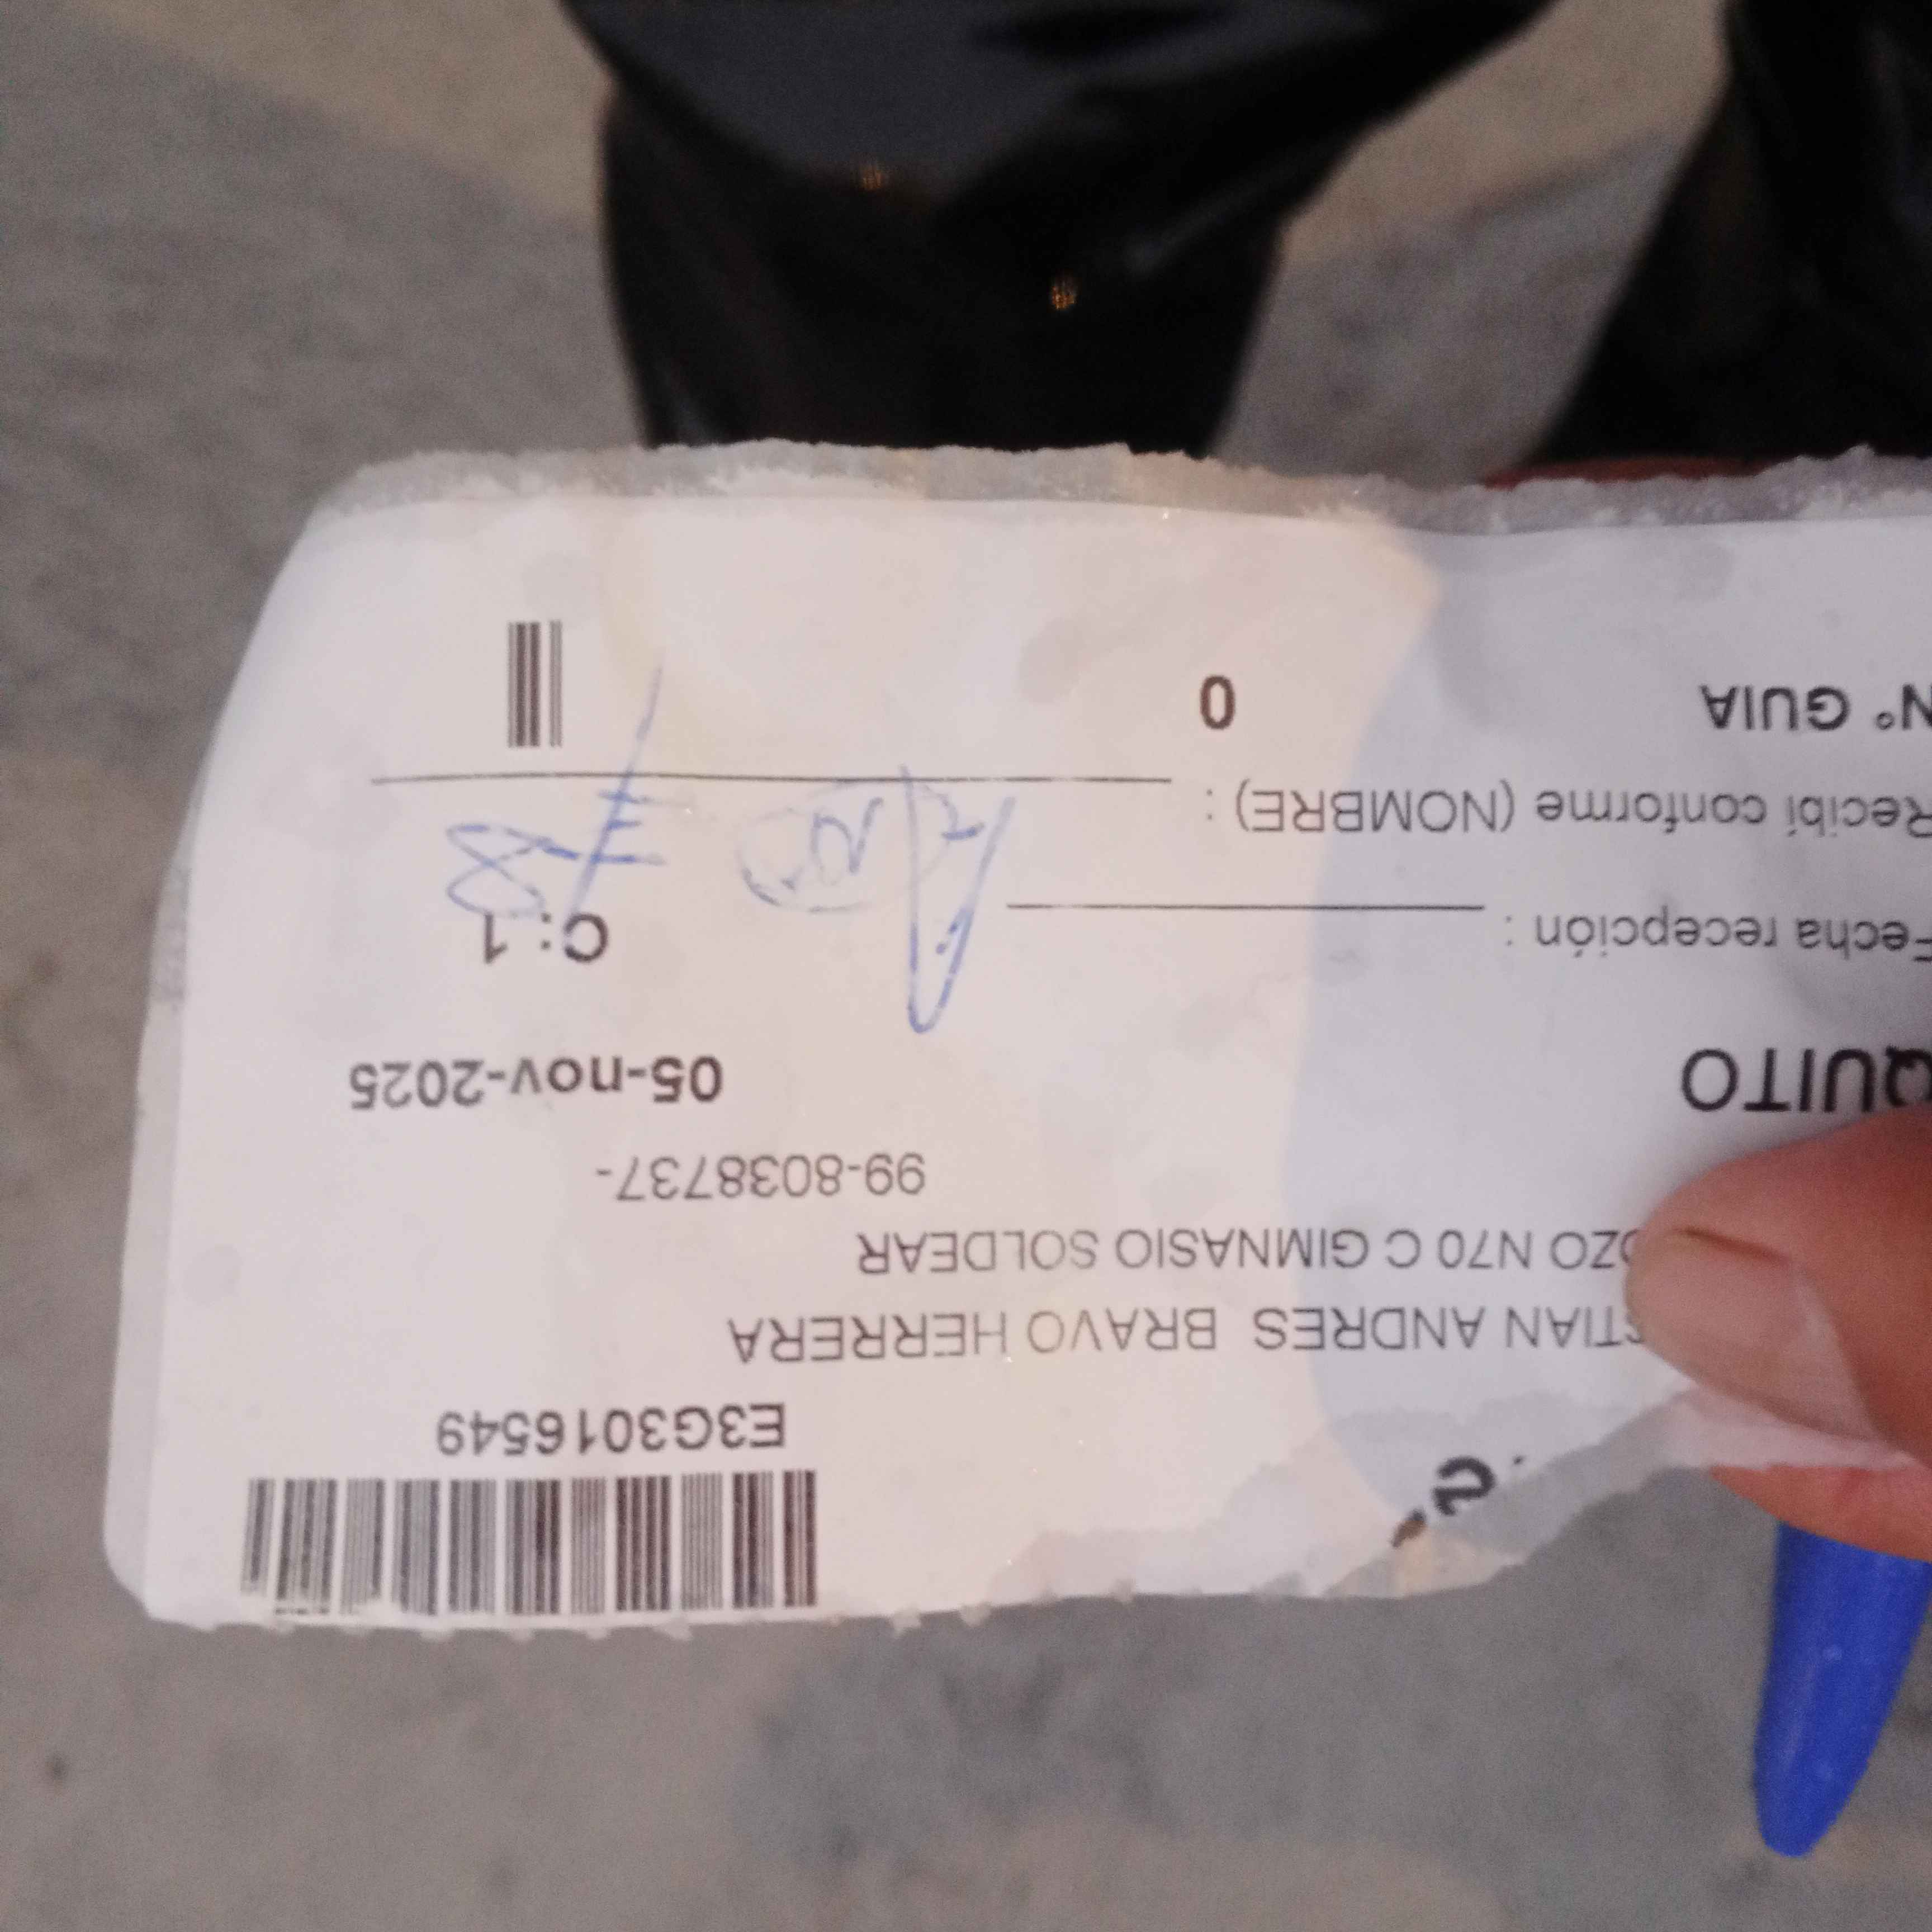 E3G3016549
STIAN ANDRES BRAVO HERRERA
OZO N70 C GIMNASIO SOLDEAR
99-8038737-
QUITO
05-nov-2025
Fecha recepción :
C: 1
Recibí conforme (NOMBRE) :
N° GUIA
0